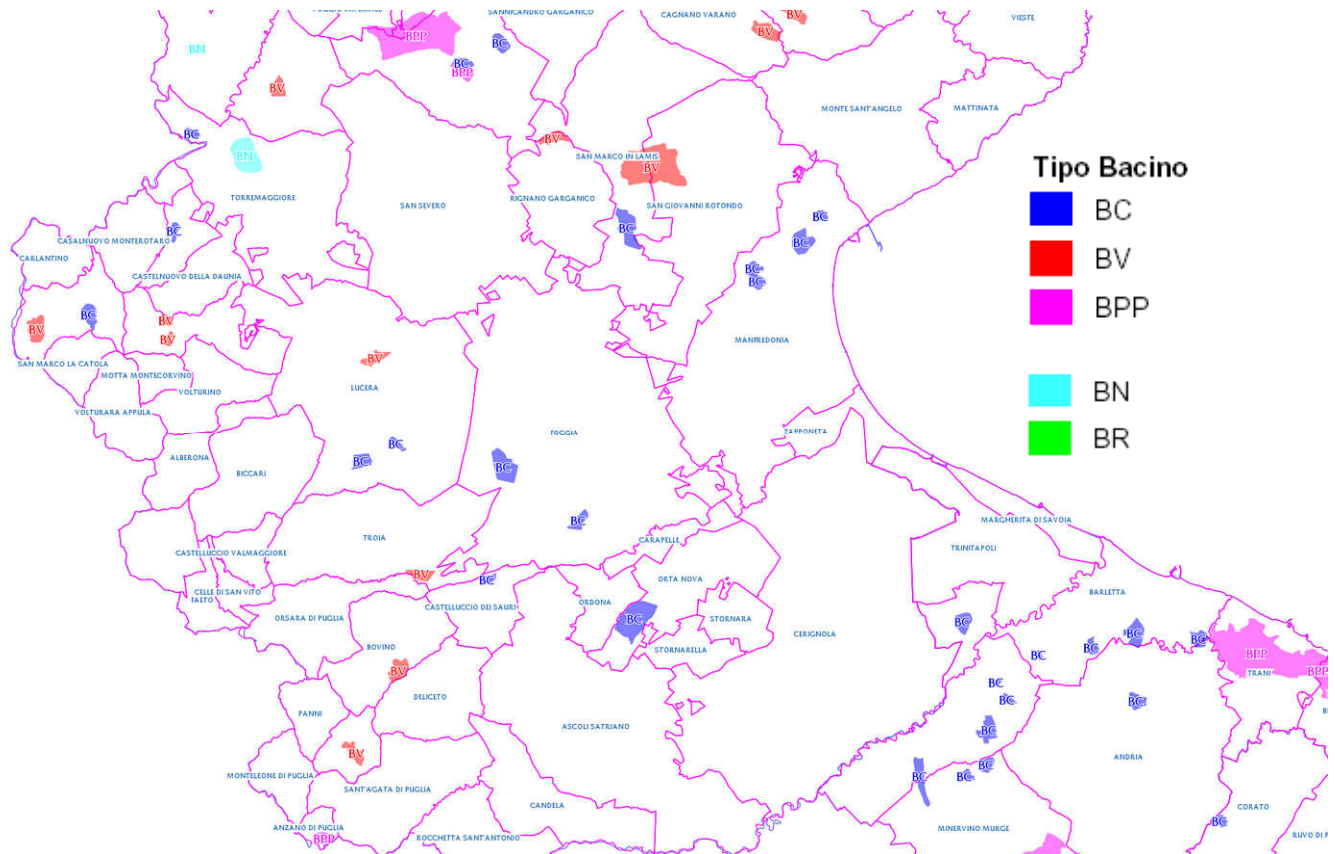 SANNICANDRO GARGANICO
CAGNANO VARANO
VIESTE
BV
BV
BN
BPP
BC
BC
BPP
BV
MONTE SANT'ANGELO
MATTINATA
BC
BV
BN
SAN MARCO IN LAMIS
BV
Tipo Bacino
BC
BV
BPP
BN
BR
TORREMAGGIORE
SAN SEVERO
RIGNANO GARGANICO
SAN GIOVANNI ROTONDO
BC
BC
BC
BC
CASALNUOVO MONTEROTARO
CARLANTINO
CASTELNUOVO DELLA DAUNIA
BC
BC
BC
BV
BC
BV
BV
MANFREDONIA
SAN MARCO LA CATOLA
MOTTA MONTECORVINO
VOLTURINO
BV
LUCERA
VOLTURARA APPULA
FOGGIA
ZAPPONETA
BC
ALBERONA
BICCARI
BC
BC
BC
MARGHERITA DI SAVOIA
TROIA
CARAPELLE
CASTELLUCCIO VALMAGGIORE
TRINITAPOLI
BV
BC
ORTA NOVA
CELLE DI SAN VITO
FAETO
CASTELLUCCIO DEI SAURI
ORDONA
BARLETTA
ORSARA DI PUGLIA
BC
STORNARA
CERIGNOLA
BC
BC
BC
BOVINO
STORNARELLA
BC
BC
BPP
BV
BPP
TRANI
DELICETO
BC
BC
BC
PANNI
ASCOLI SATRIANO
BC
BV
ANDRIA
MONTELEONE DI PUGLIA
BC
BC
BC
SANT'AGATA DI PUGLIA
CANDELA
CORATO
ANZANO DI PUGLIA
BPP
ROCCHETTA SANT'ANTONIO
MINERVINO MURGE
BC
RUVO DI P